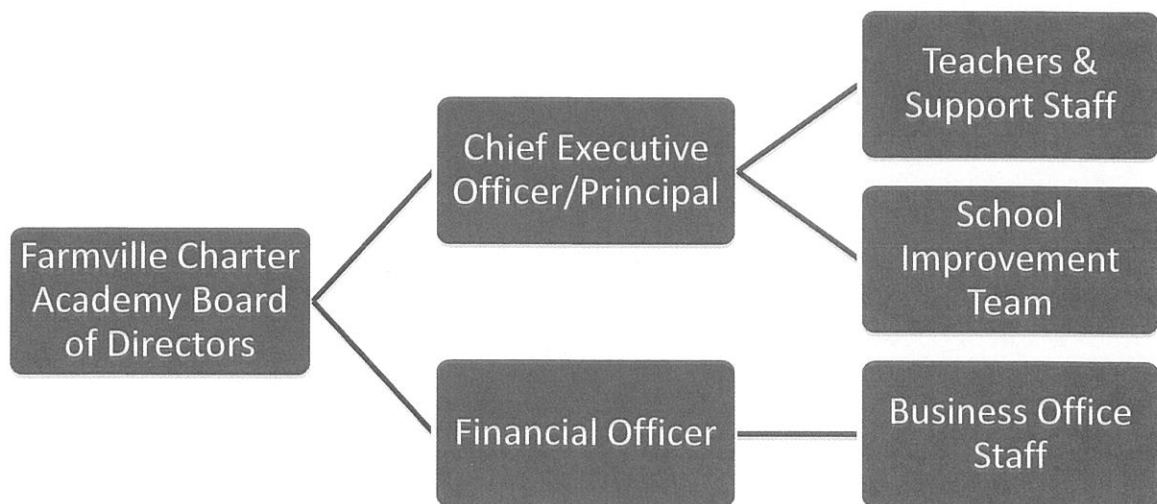 Farmville Charter
Academy Board
of Directors
Chief Executive
Officer/Principal
Financial Officer
Teachers &
Support Staff
School
Improvement
Team
Business Office
Staff